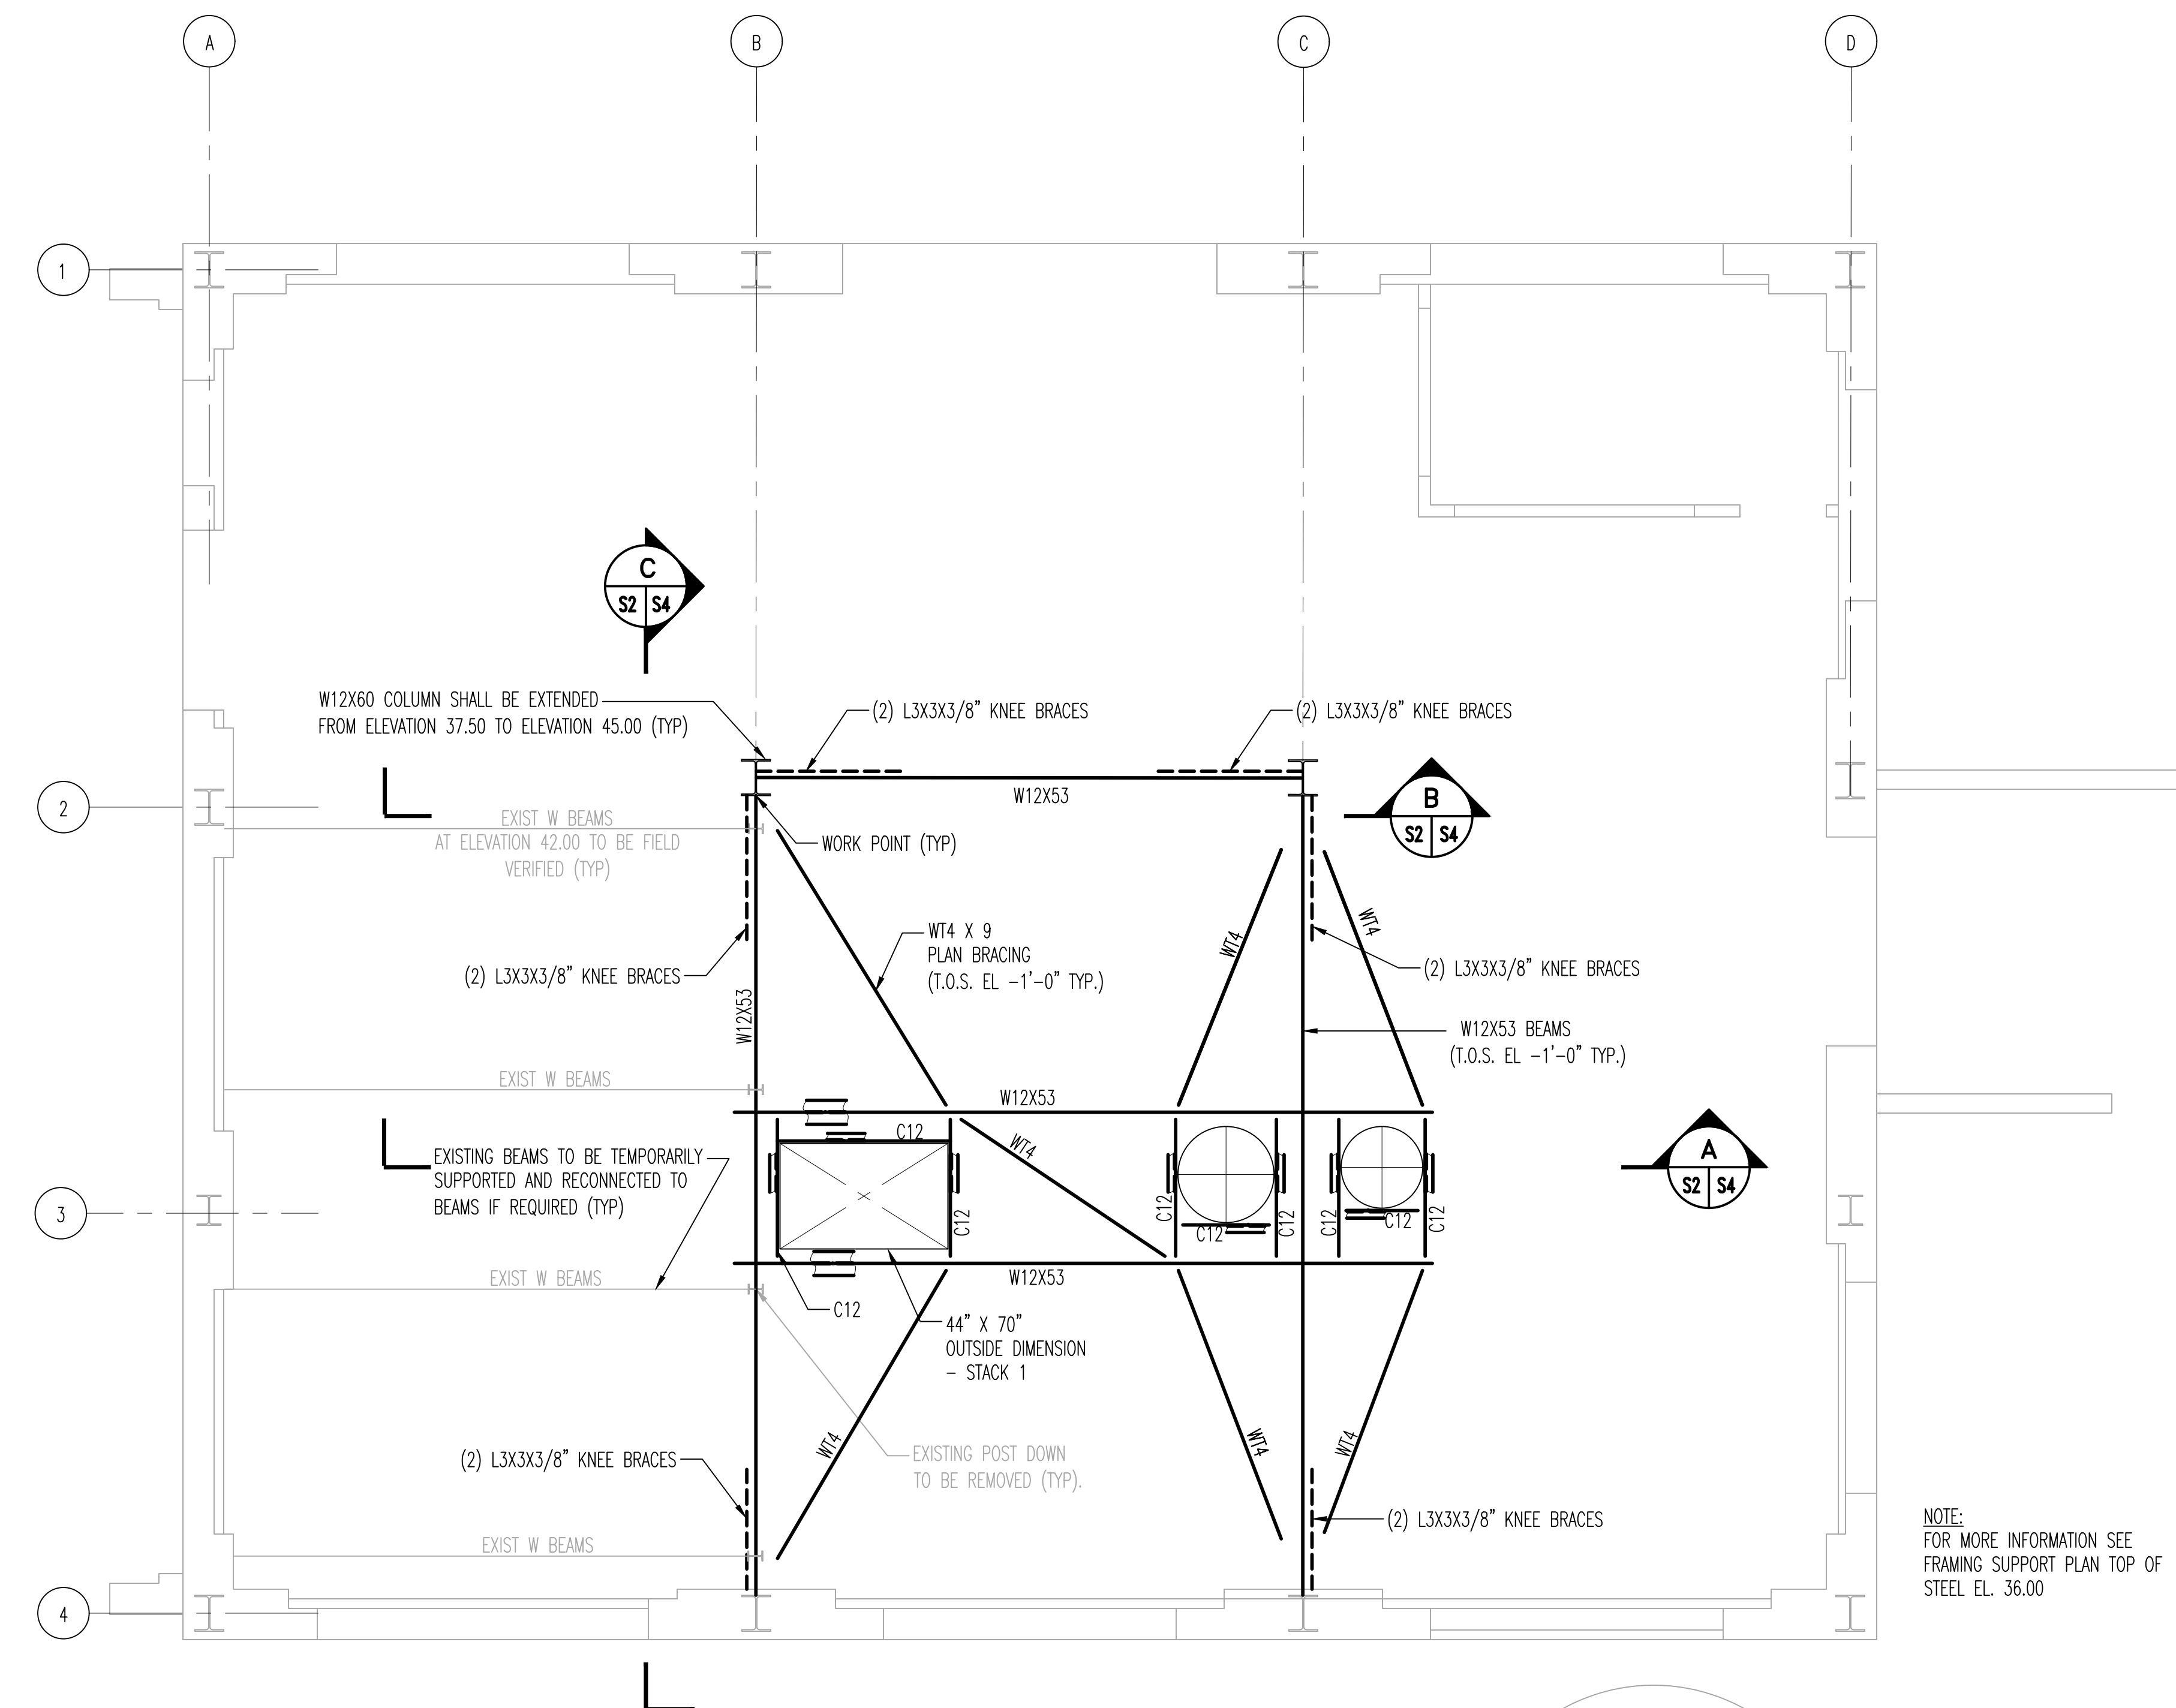 A
B
C
D
1
C
S2 S4
W12X60 COLUMN SHALL BE EXTENDED
FROM ELEVATION 37.50 TO ELEVATION 45.00 (TYP)
(2) L3X3X3/8" KNEE BRACES
(2) L3X3X3/8" KNEE BRACES
W12X53
B
S2 S4
2
EXIST W BEAMS
AT ELEVATION 42.00 TO BE FIELD
VERIFIED (TYP)
WORK POINT (TYP)
WT4 X 9
PLAN BRACING
(T.O.S. EL -1'-0" TYP.)
WT4
WT4
(2) L3X3X3/8" KNEE BRACES
(2) L3X3X3/8" KNEE BRACES
W12X53
W12X53 BEAMS
(T.O.S. EL -1'-0" TYP.)
EXIST W BEAMS
W12X53
C12
WT4
A
S2 S4
EXISTING BEAMS TO BE TEMPORARILY
SUPPORTED AND RECONNECTED TO
BEAMS IF REQUIRED (TYP)
3
C12
C12
C12
C12
C12
C12
C12
EXIST W BEAMS
W12X53
C12
44" X 70"
OUTSIDE DIMENSION
- STACK 1
WT4
WT4
WT4
EXISTING POST DOWN
TO BE REMOVED (TYP).
(2) L3X3X3/8" KNEE BRACES
(2) L3X3X3/8" KNEE BRACES
EXIST W BEAMS
4
NOTE:
FOR MORE INFORMATION SEE
FRAMING SUPPORT PLAN TOP OF
STEEL EL. 36.00